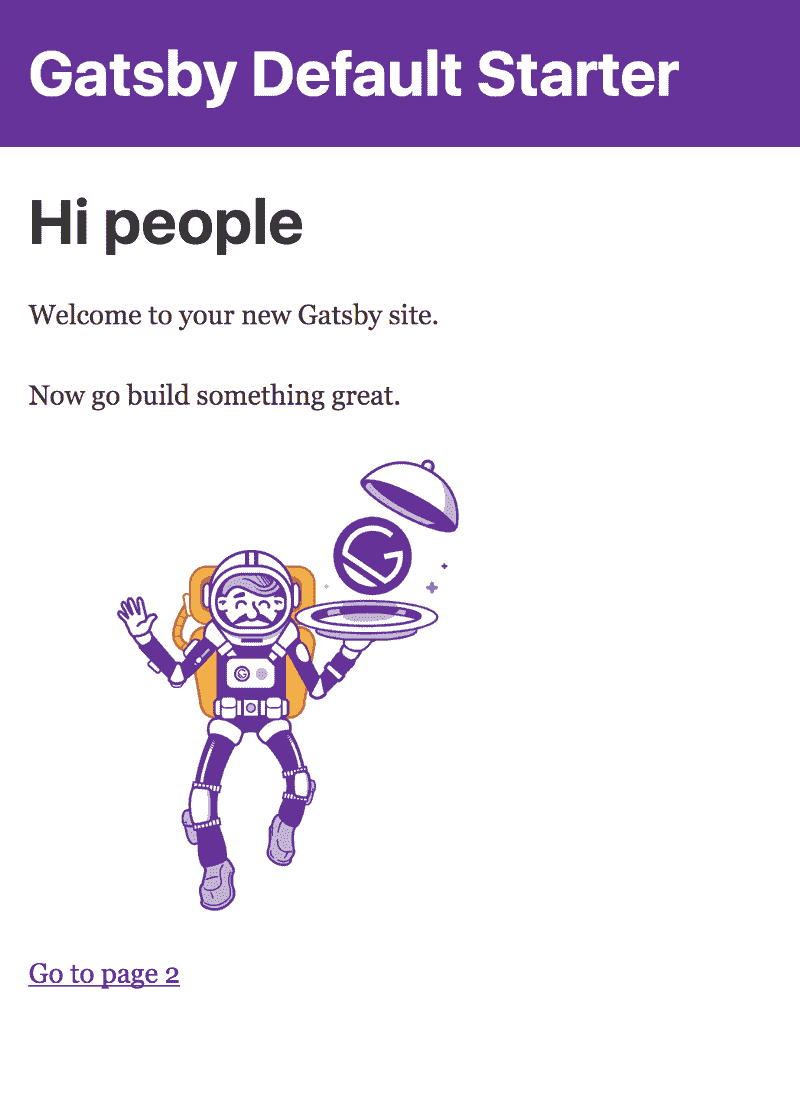 Gatsby Default Starter
Hi people
Welcome to your new Gatsby site.
Now go build something great.
Go to page 2